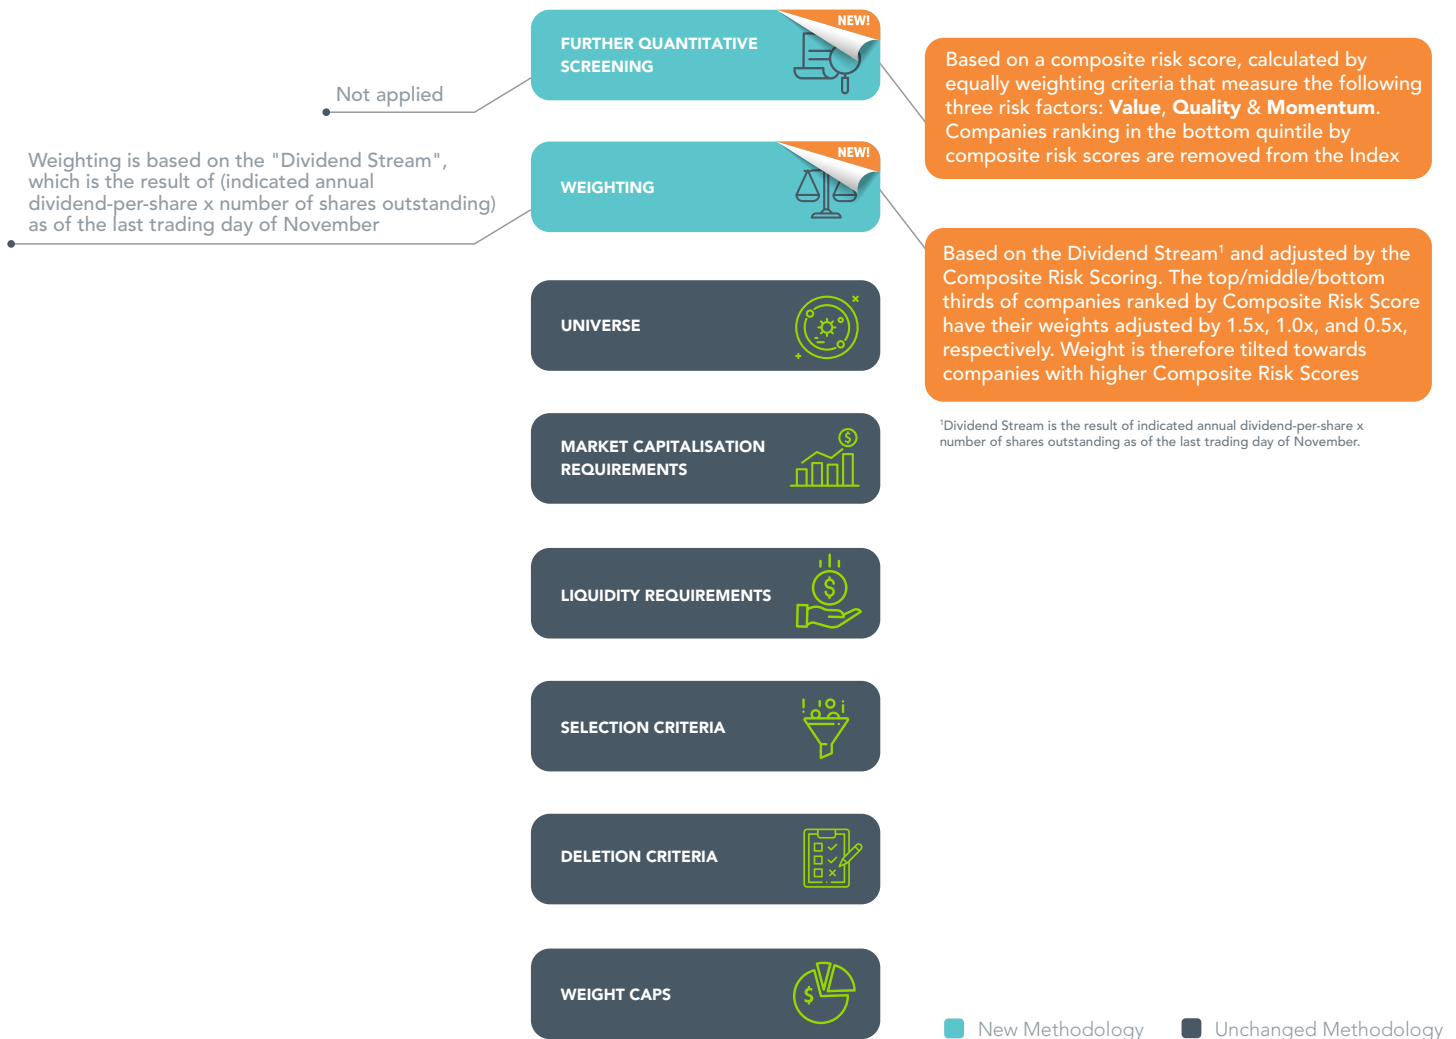 NEW!
FURTHER QUANTITATIVE
SCREENING
Not applied
Based on a composite risk score, calculated by
equally weighting criteria that measure the following
three risk factors: Value, Quality & Momentum.
Companies ranking in the bottom quintile by
composite risk scores are removed from the Index
NEW!
WEIGHTING
Weighting is based on the "Dividend Stream",
which is the result of (indicated annual
dividend-per-share x number of shares outstanding)
as of the last trading day of November
Based on the Dividend Stream¹ and adjusted by the
Composite Risk Scoring. The top/middle/bottom
thirds of companies ranked by Composite Risk Score
have their weights adjusted by 1.5x, 1.0x, and 0.5x,
respectively. Weight is therefore tilted towards
companies with higher Composite Risk Scores
¹Dividend Stream is the result of indicated annual dividend-per-share x
number of shares outstanding as of the last trading day of November.
UNIVERSE
MARKET CAPITALISATION
REQUIREMENTS
$
LIQUIDITY REQUIREMENTS
$
SELECTION CRITERIA
DELETION CRITERIA
WEIGHT CAPS
$
New Methodology
Unchanged Methodology